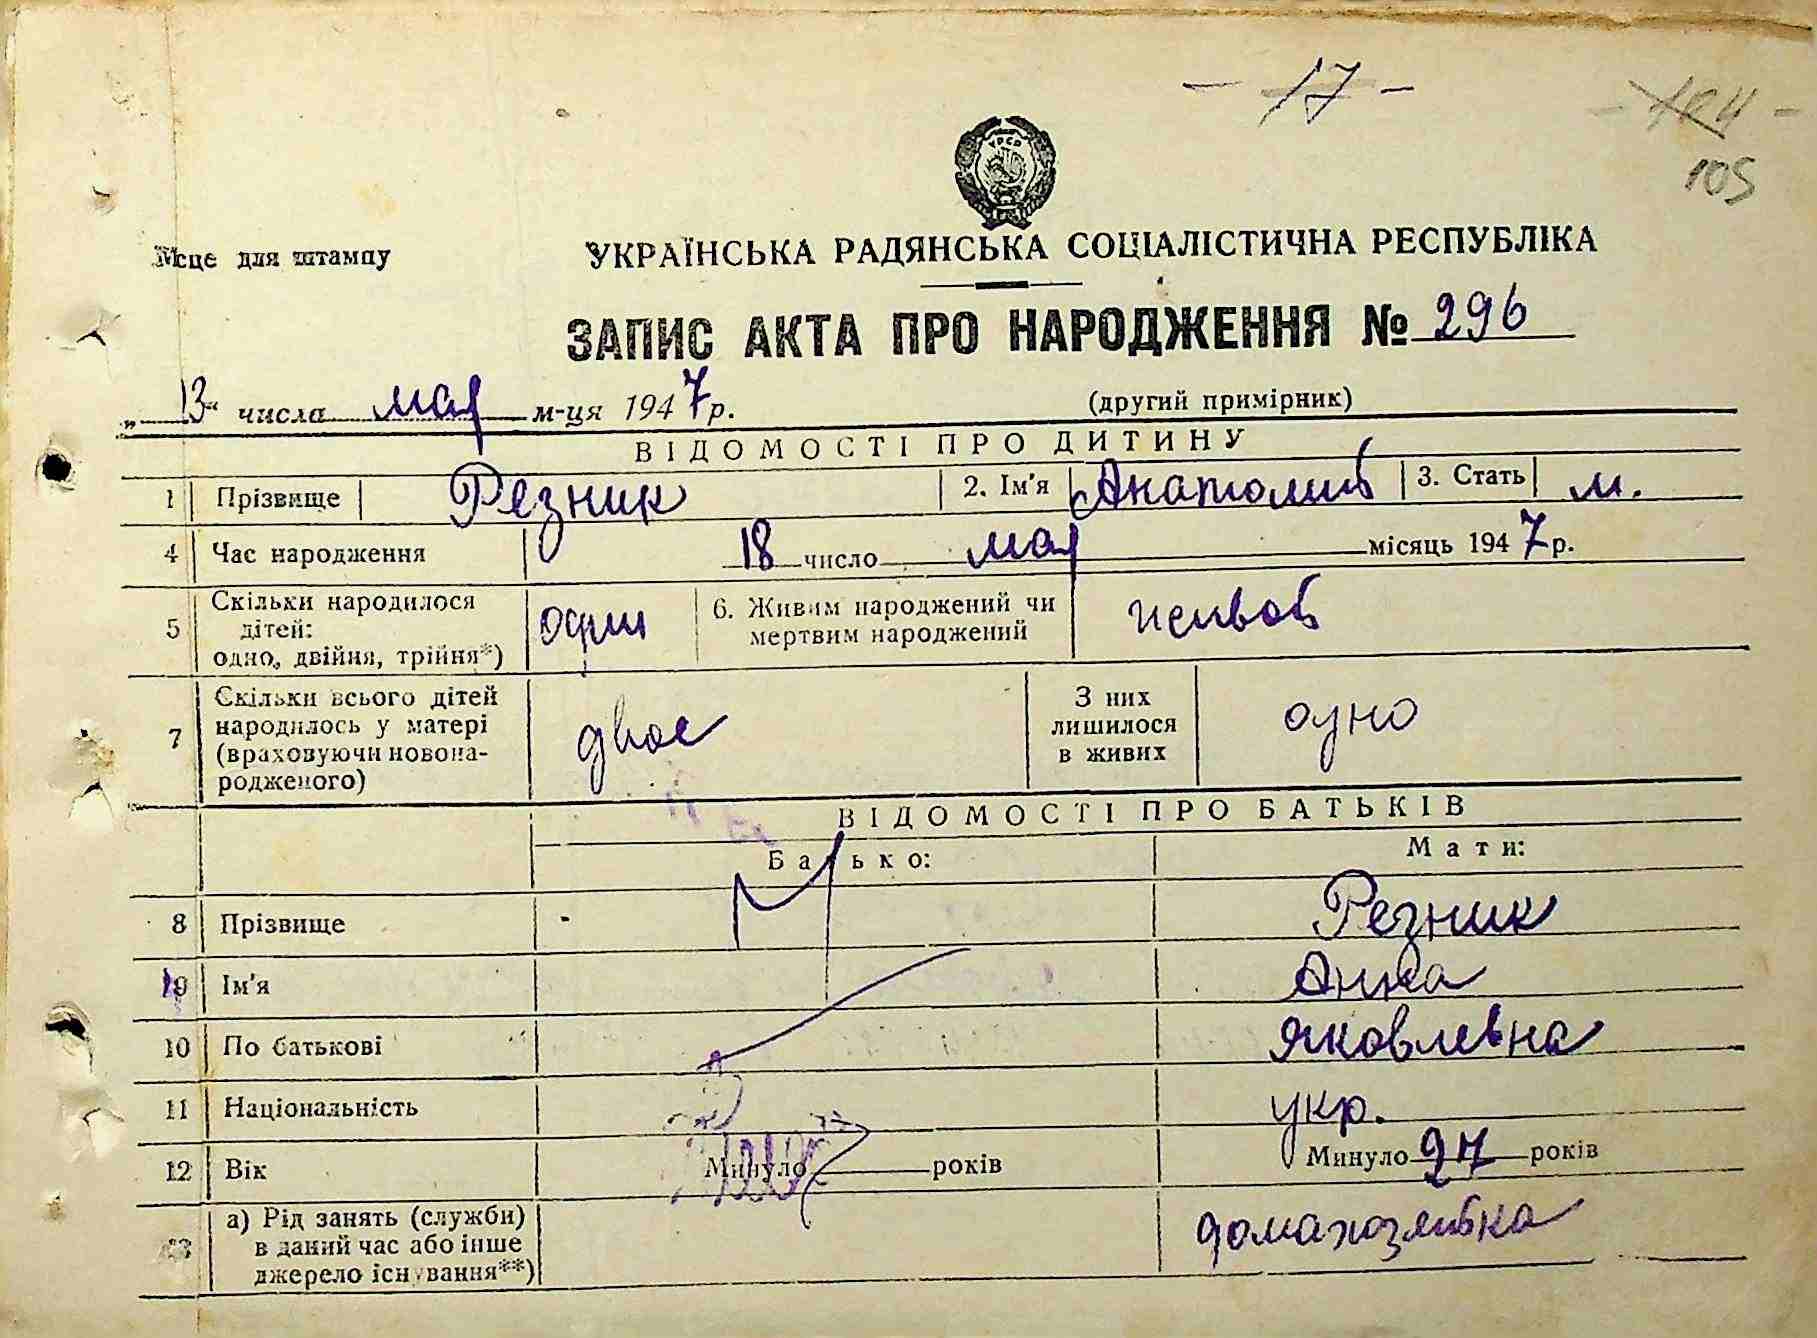 - 17 -
- 104 -
105
УРСР
Місце для штампу
УКРАЇНСЬКА РАДЯНСЬКА СОЦІАЛІСТИЧНА РЕСПУБЛІКА
ЗАПИС АКТА ПРО НАРОДЖЕННЯ № 296
„13“ числа мая м-ця 1947 р. (другий примірник)
ВІДОМОСТІ ПРО ДИТИНУ
1 Прізвище Резник 2. Ім'я Анатолий 3. Стать м.
4 Час народження 18 число мая місяць 1947 р.
5 Скільки народилося дітей: одно, двійня, трійня*) один 6. Живим народжений чи мертвим народжений живой
7 Скільки всього дітей народилось у матері (враховуючи новонародженого) двое З них лишилося в живих одно
ВІДОМОСТІ ПРО БАТЬКІВ
Батько: Мати:
8 Прізвище Резник
9 Ім'я Анна
10 По батькові Яковлевна
11 Національність укр.
12 Вік Минуло років Минуло 27 років
13 а) Рід занять (служби) в даний час або інше джерело існування**) домахозяйка